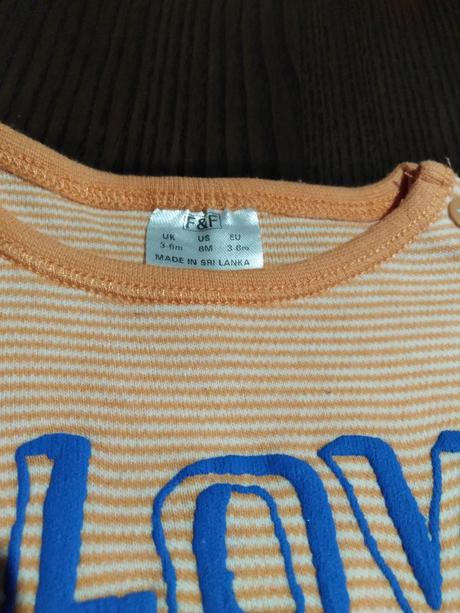 F&F
UK US EU
3-6m 6M 3-6m
MADE IN SRI LANKA
LOV